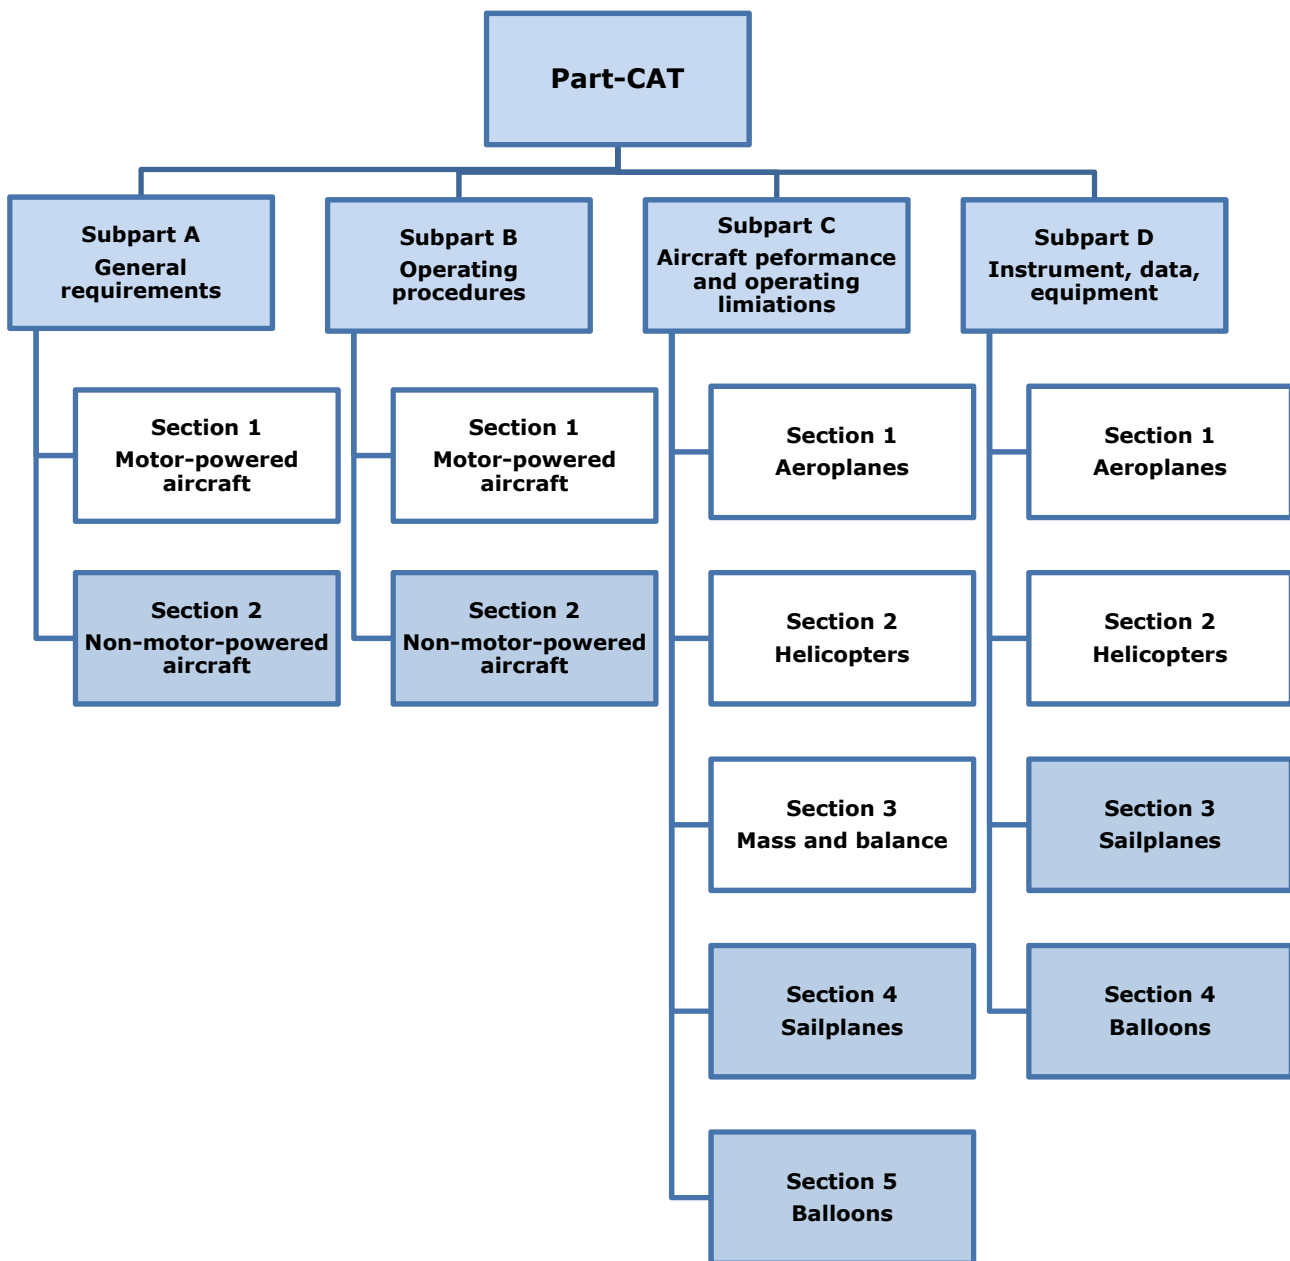 Part-CAT
Subpart A
General
requirements
Subpart B
Operating
procedures
Subpart C
Aircraft peformance
and operating
limiations
Subpart D
Instrument, data,
equipment
Section 1
Motor-powered
aircraft
Section 2
Non-motor-powered
aircraft
Section 1
Motor-powered
aircraft
Section 2
Non-motor-powered
aircraft
Section 1
Aeroplanes
Section 2
Helicopters
Section 3
Mass and balance
Section 4
Sailplanes
Section 5
Balloons
Section 1
Aeroplanes
Section 2
Helicopters
Section 3
Sailplanes
Section 4
Balloons